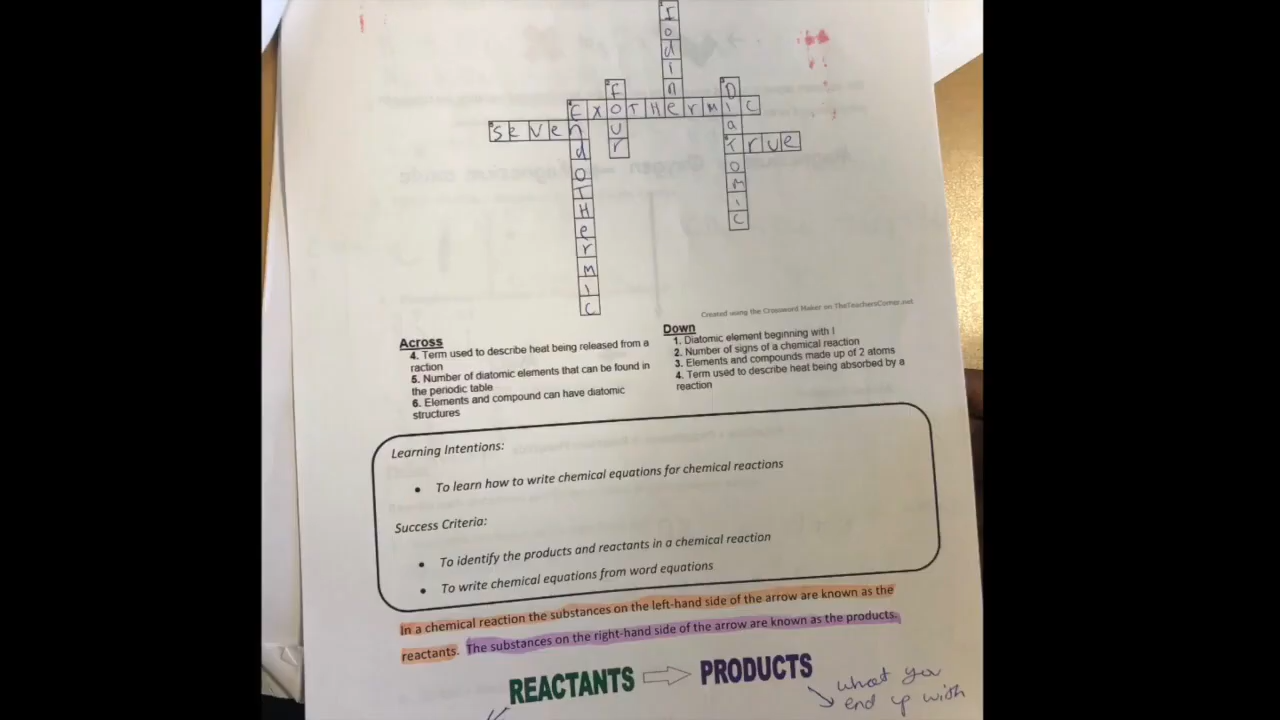 Iodine
Four
Diatomic
EXOTHermic
Seven
True
EndOTHermic
Created using the Crossword Maker on TheTeachersCorner.net
Across
4. Term used to describe heat being released from a
raction
5. Number of diatomic elements that can be found in
the periodic table
6. Elements and compound can have diatomic
structures
Down
1. Diatomic element beginning with I
2. Number of signs of a chemical reaction
3. Elements and compounds made up of 2 atoms
4. Term used to describe heat being absorbed by a
reaction
Learning Intentions:
• To learn how to write chemical equations for chemical reactions
Success Criteria:
• To identify the products and reactants in a chemical reaction
• To write chemical equations from word equations
In a chemical reaction the substances on the left-hand side of the arrow are known as the
reactants. The substances on the right-hand side of the arrow are known as the products.
REACTANTS PRODUCTS
what you
end up with